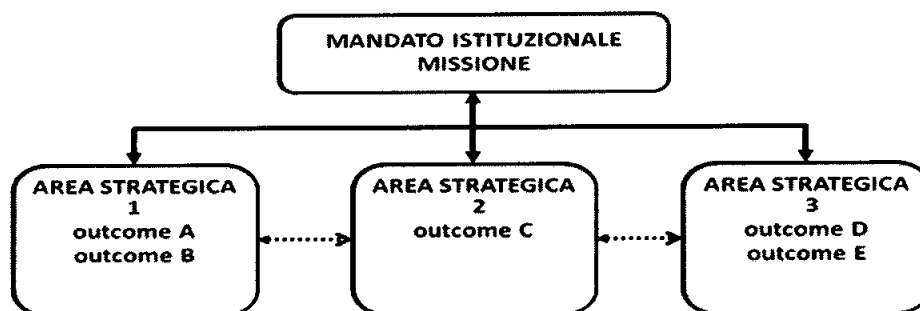 MANDATO ISTITUZIONALE
MISSIONE
AREA STRATEGICA
1
outcome A
outcome B
AREA STRATEGICA
2
outcome C
AREA STRATEGICA
3
outcome D
outcome E